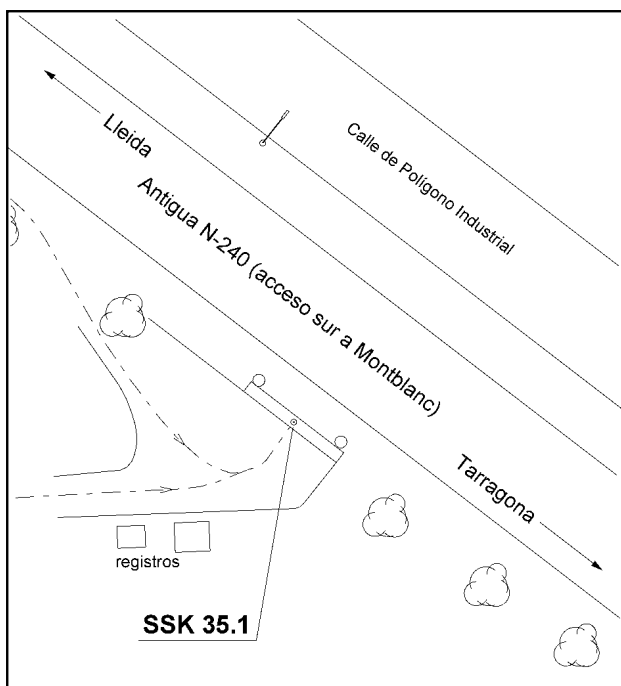 Lleida
Calle de Polígono Industrial
Antigua N-240 (acceso sur a Montblanc)
Tarragona
registros
SSK 35.1